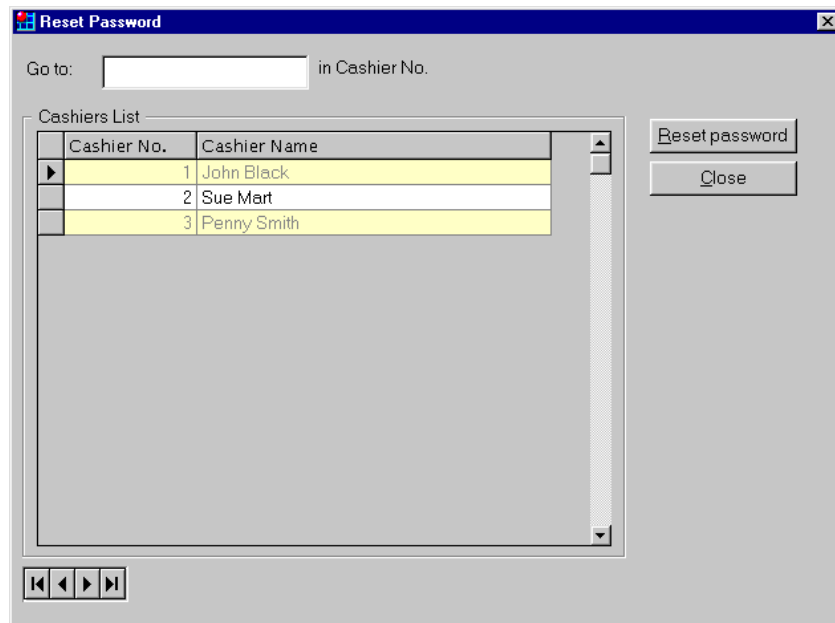 Reset Password
Go to: in Cashier No.
Cashiers List
Cashier No. Cashier Name
1 John Black
2 Sue Mart
3 Penny Smith
Reset password
Close